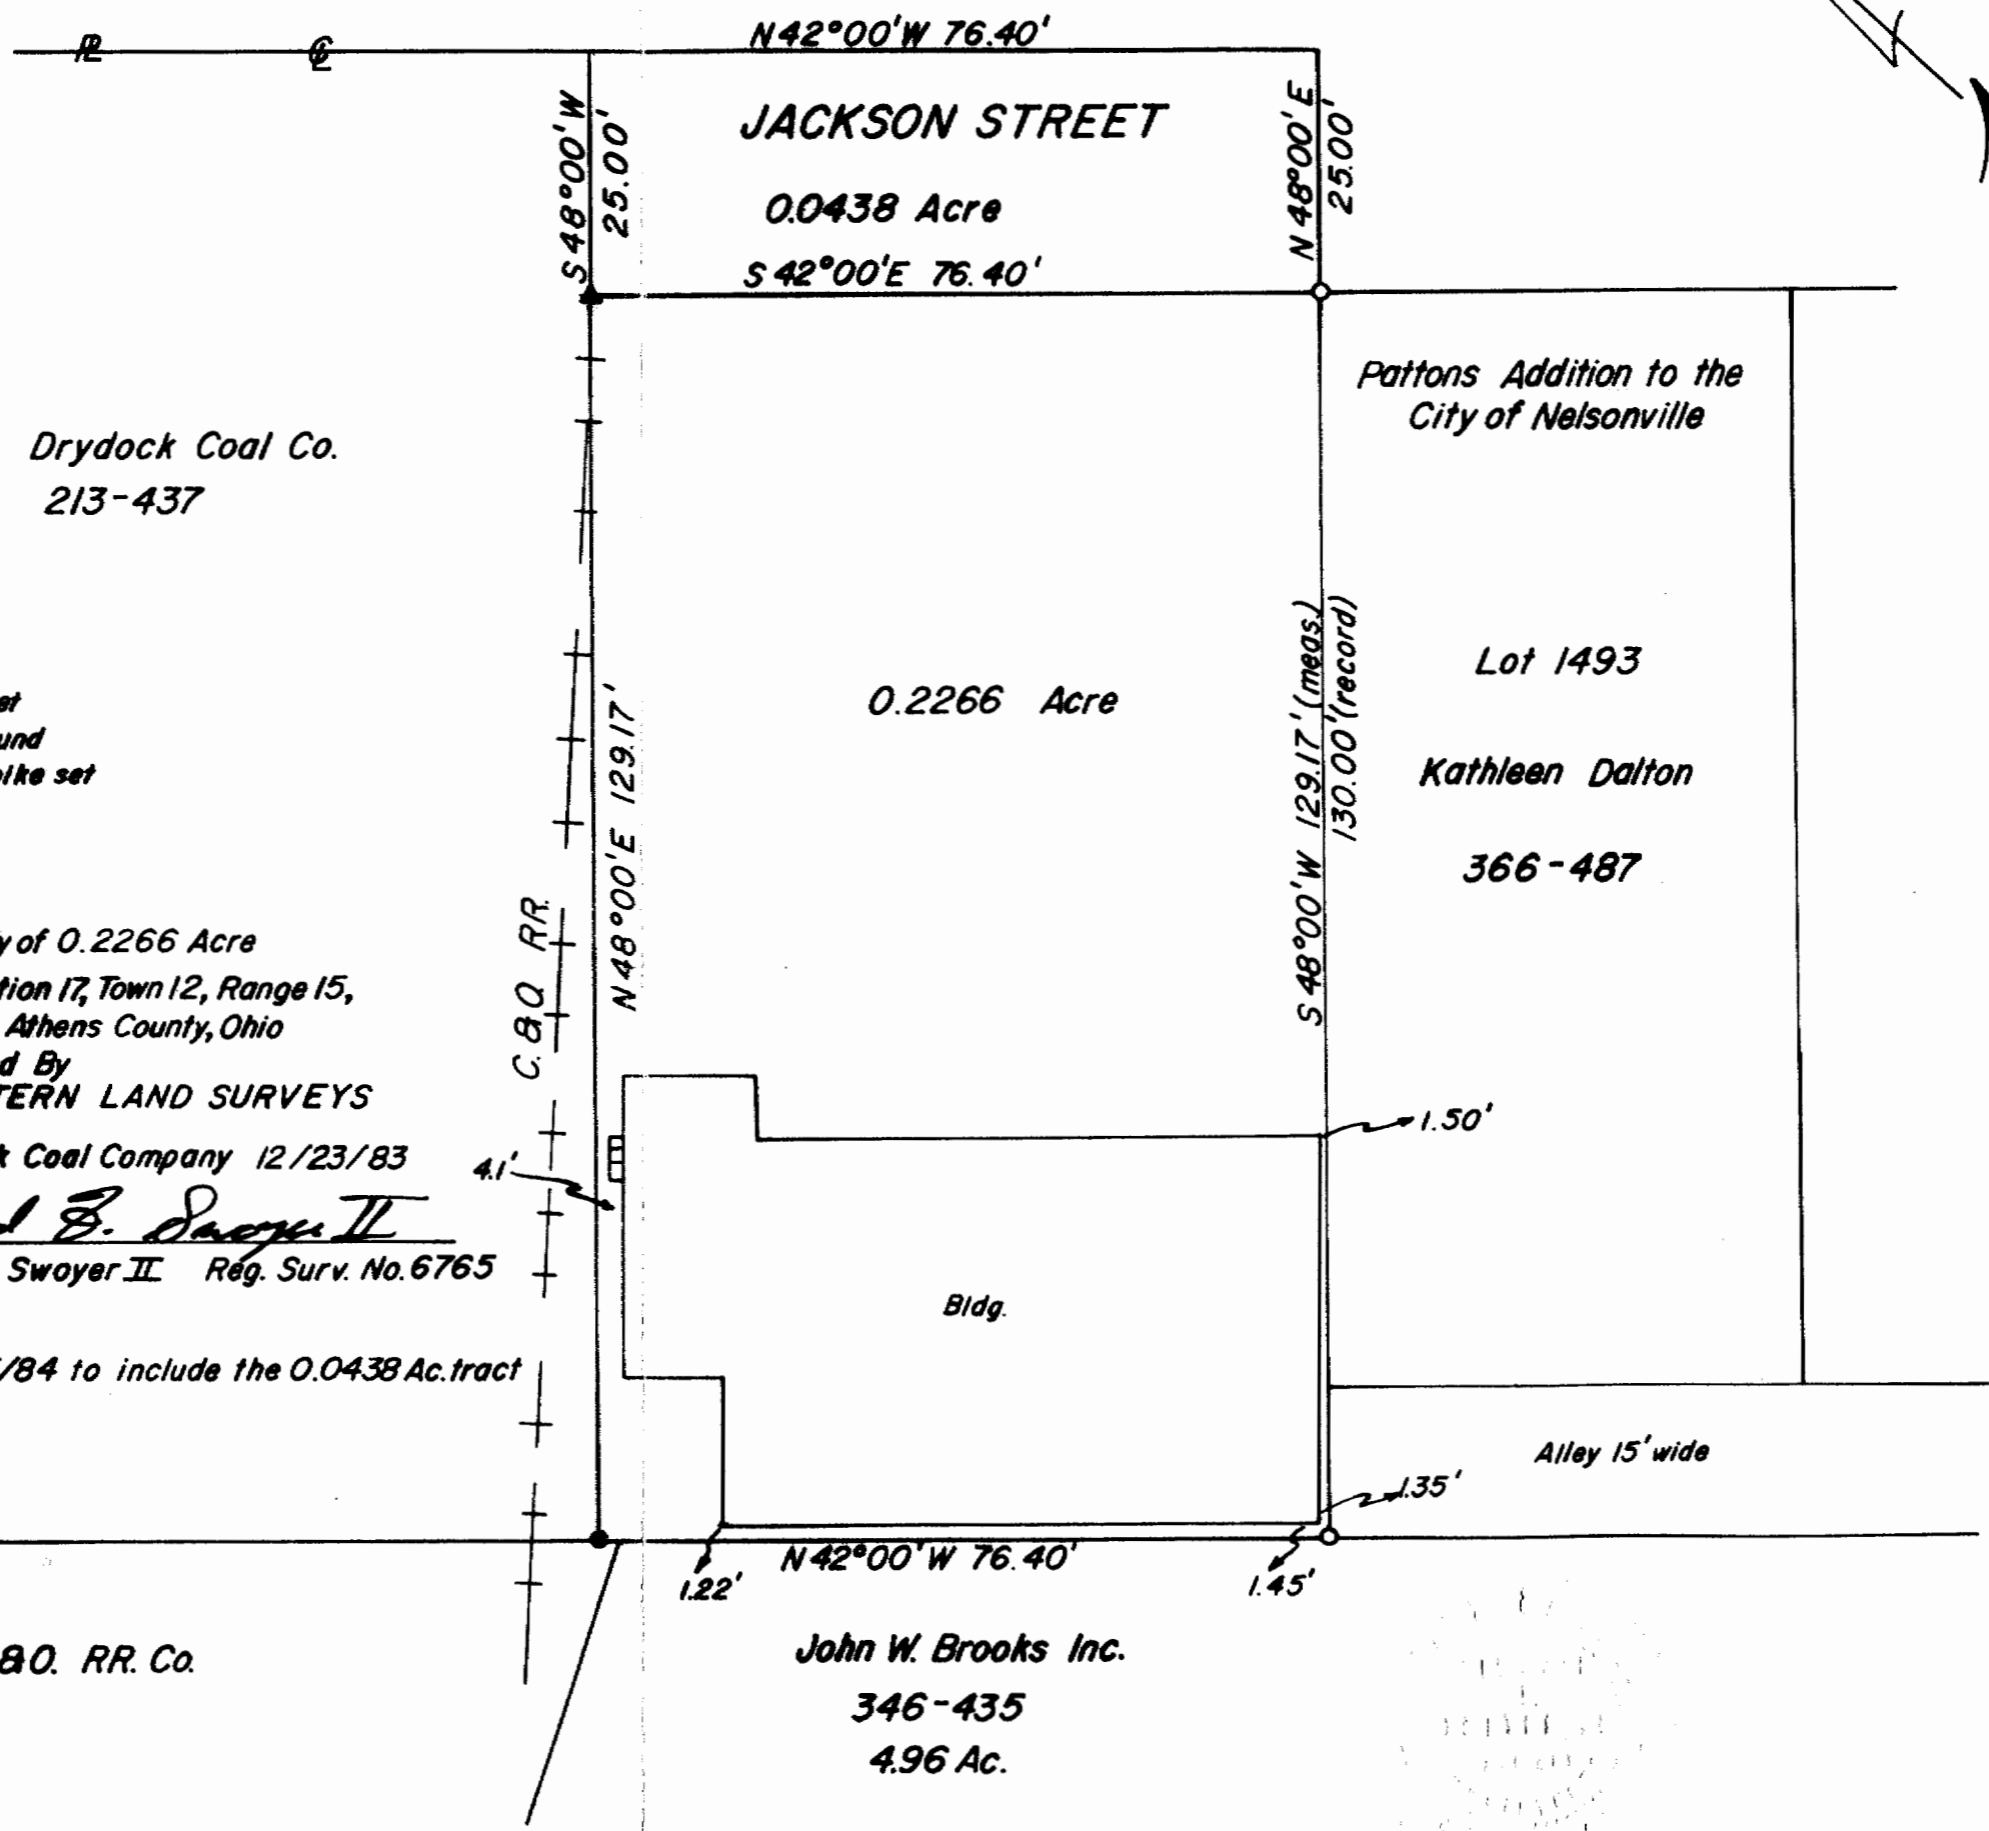 N 42°00'W 76.40'
PL
CL
JACKSON STREET
0.0438 Acre
S 48°00'W
25.00'
N 48°00'E
25.00'
S 42°00'E 76.40'
Pattons Addition to the
City of Nelsonville
Drydock Coal Co.
213-437
0.2266 Acre
N 48°00'E 129.17'
S 48°00'W 129.17' (meas.)
130.00' (record)
Lot 1493
Kathleen Dalton
366-487
et
und
pike set
C.&O. RR.
y of 0.2266 Acre
tion 17, Town 12, Range 15,
Athens County, Ohio
d By
TERN LAND SURVEYS
k Coal Company 12/23/83
d E. Swoyer II
Swoyer II Reg. Surv. No. 6765
/84 to include the 0.0438 Ac. tract
4.1'
1.50'
Bldg.
Alley 15' wide
1.35'
N 42°00'W 76.40'
1.22'
1.45'
&O. RR. Co.
John W. Brooks Inc.
346-435
4.96 Ac.